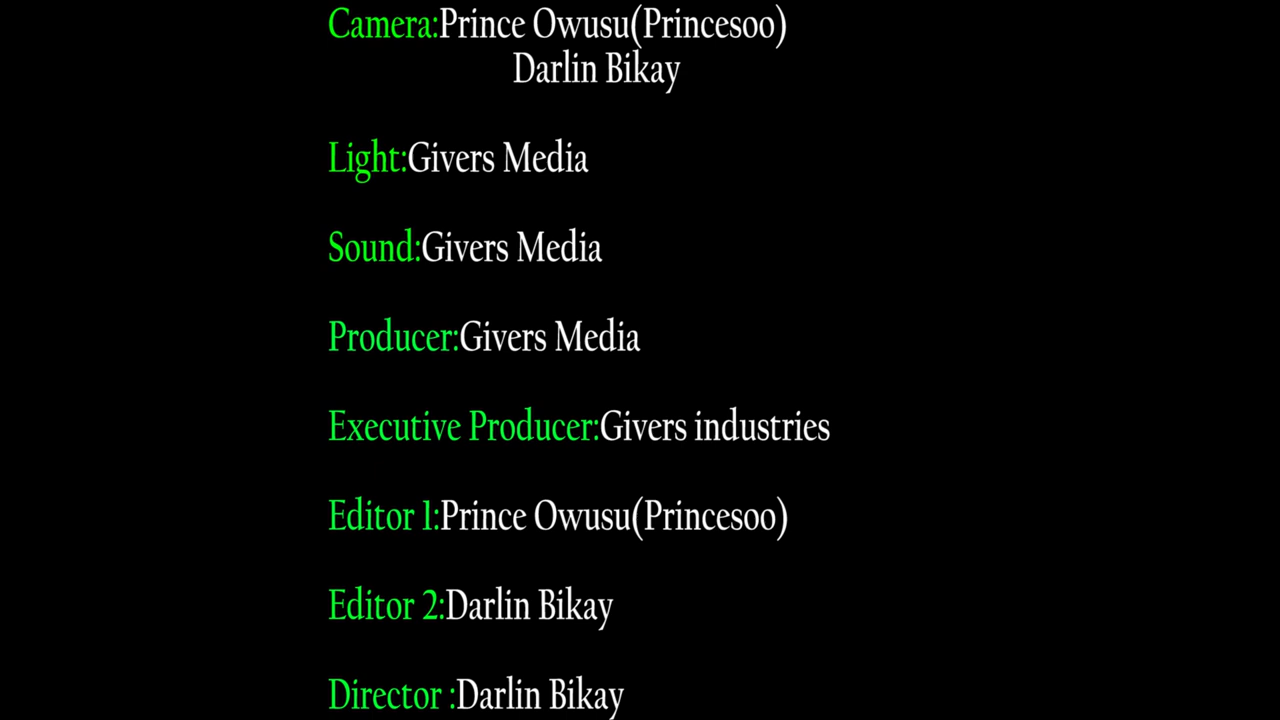 Camera:Prince Owusu(Princesoo)
Darlin Bikay
Light:Givers Media
Sound:Givers Media
Producer:Givers Media
Executive Producer:Givers industries
Editor 1:Prince Owusu(Princesoo)
Editor 2:Darlin Bikay
Director :Darlin Bikay